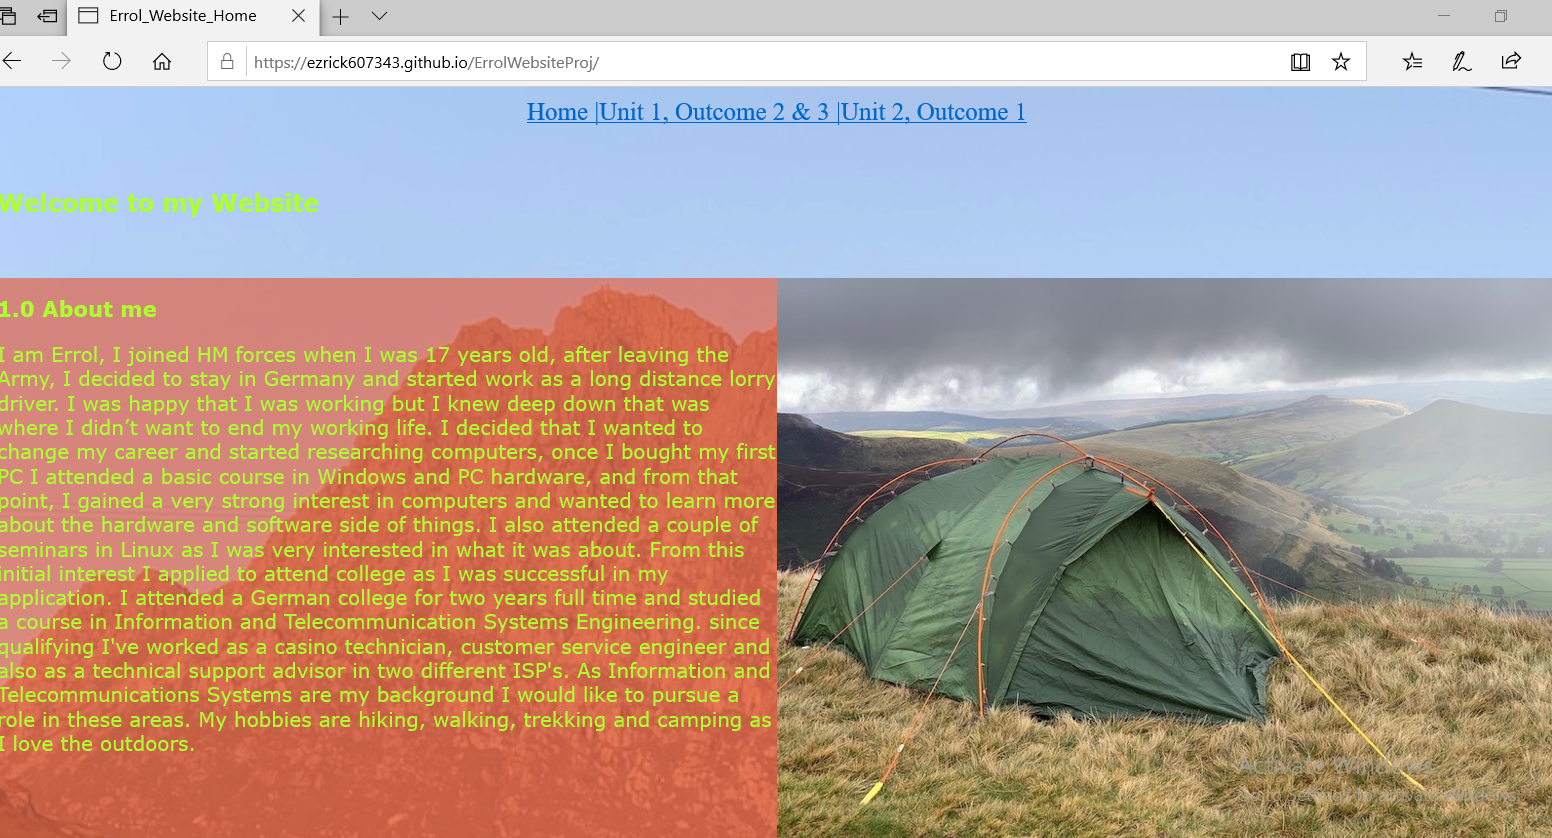 Errol_Website_Home
https://ezrick607343.github.io/ErrolWebsiteProj/
Home |Unit 1, Outcome 2 & 3 |Unit 2, Outcome 1
Welcome to my Website
1.0 About me
I am Errol, I joined HM forces when I was 17 years old, after leaving the
Army, I decided to stay in Germany and started work as a long distance lorry
driver. I was happy that I was working but I knew deep down that was
where I didn’t want to end my working life. I decided that I wanted to
change my career and started researching computers, once I bought my first
PC I attended a basic course in Windows and PC hardware, and from that
point, I gained a very strong interest in computers and wanted to learn more
about the hardware and software side of things. I also attended a couple of
seminars in Linux as I was very interested in what it was about. From this
initial interest I applied to attend college as I was successful in my
application. I attended a German college for two years full time and studied
a course in Information and Telecommunication Systems Engineering. since
qualifying I've worked as a casino technician, customer service engineer and
also as a technical support advisor in two different ISP's. As Information and
Telecommunications Systems are my background I would like to pursue a
role in these areas. My hobbies are hiking, walking, trekking and camping as
I love the outdoors.
Activate Windows
Go to Settings to activate Windows.